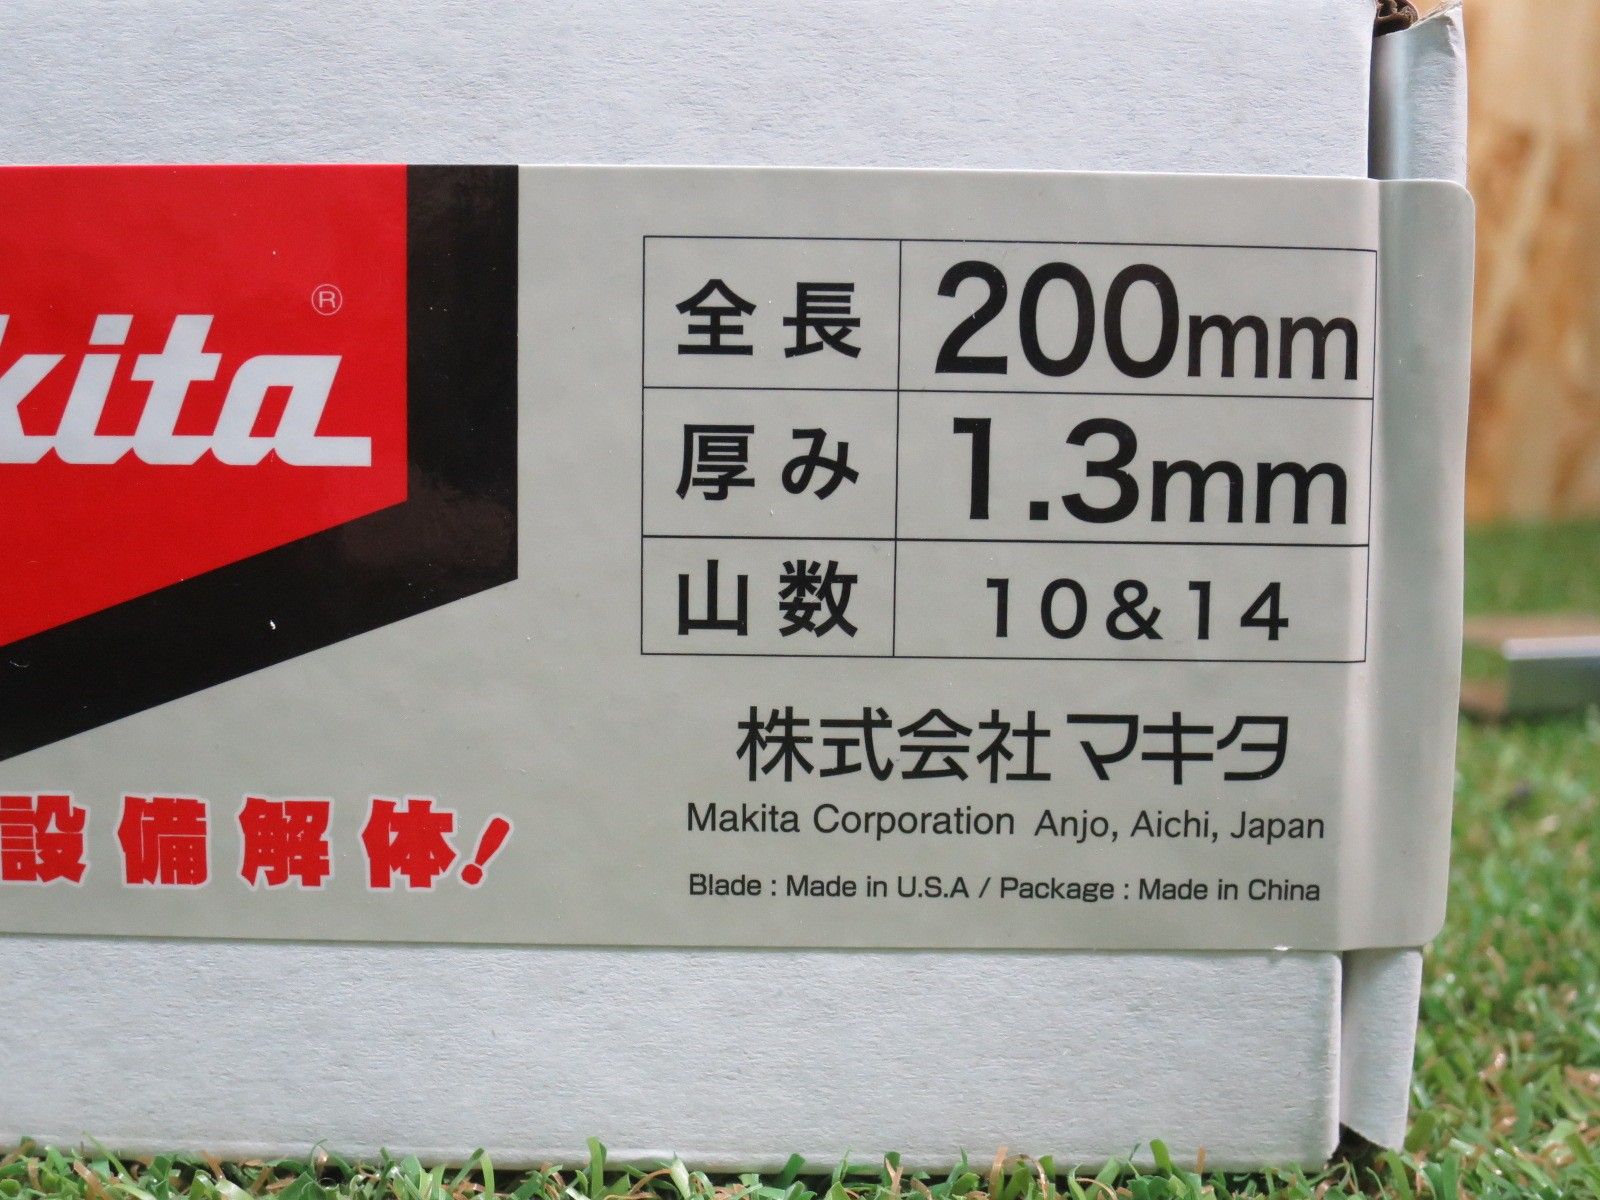 kita®
全長 200mm
厚み 1.3mm
山数 10&14
株式会社マキタ
Makita Corporation Anjo, Aichi, Japan
Blade : Made in U.S.A / Package : Made in China
設備解体!